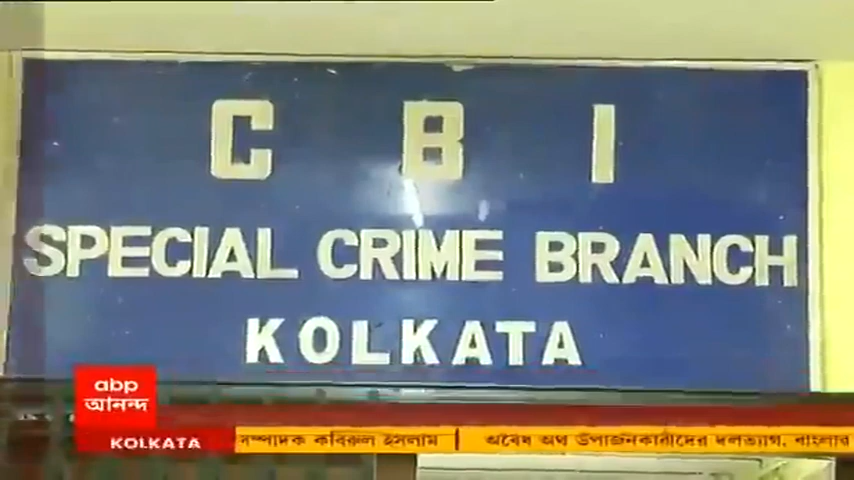 C B I
SPECIAL CRIME BRANCH
KOLKATA
abp
আনন্দ
KOLKATA
সম্পাদক কবিরুল ইসলাম | অবৈধ অর্থ উপার্জনকারীদের দলত্যাগ, বাংলার